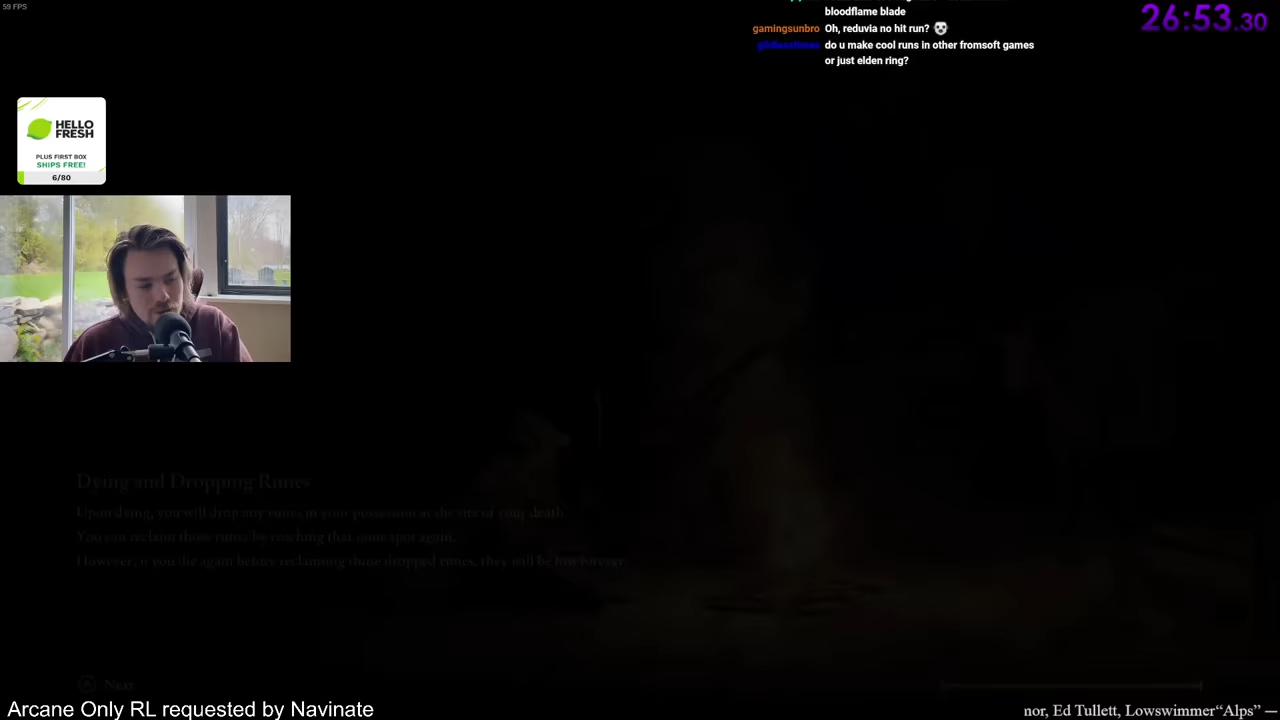 59 FPS
bloodflame blade
26:53.30
gamingsunbro Oh, reduvia no hit run?
do u make cool runs in other fromsoft games
or just elden ring?
HELLO
FRESH
PLUS FIRST BOX
SHIPS FREE!
6/80
Dying and Dropping Runes
Upon dying, you will drop any runes in your possession at the site of your death.
You can reclaim those runes by reaching that same spot again.
However, if you die again before reclaiming those dropped runes, they will be lost forever.
Next
Arcane Only RL requested by Navinate
nor, Ed Tullett, Lowswimmer“Alps” —